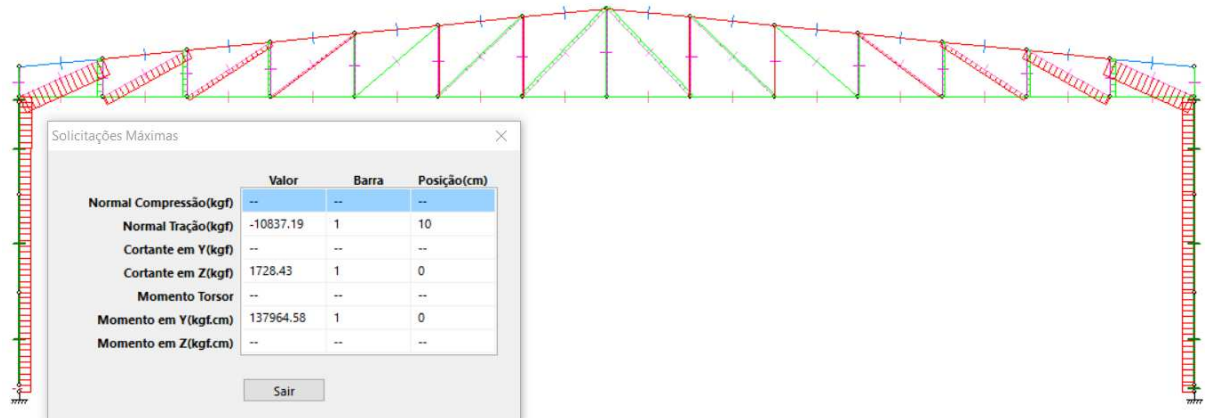 Solicitações Máximas
Valor Barra Posição(cm)
Normal Compressão(kgf) -- -- --
Normal Tração(kgf) -10837.19 1 10
Cortante em Y(kgf) -- -- --
Cortante em Z(kgf) 1728.43 1 0
Momento Torsor -- -- --
Momento em Y(kgf.cm) 137964.58 1 0
Momento em Z(kgf.cm) -- -- --
Sair